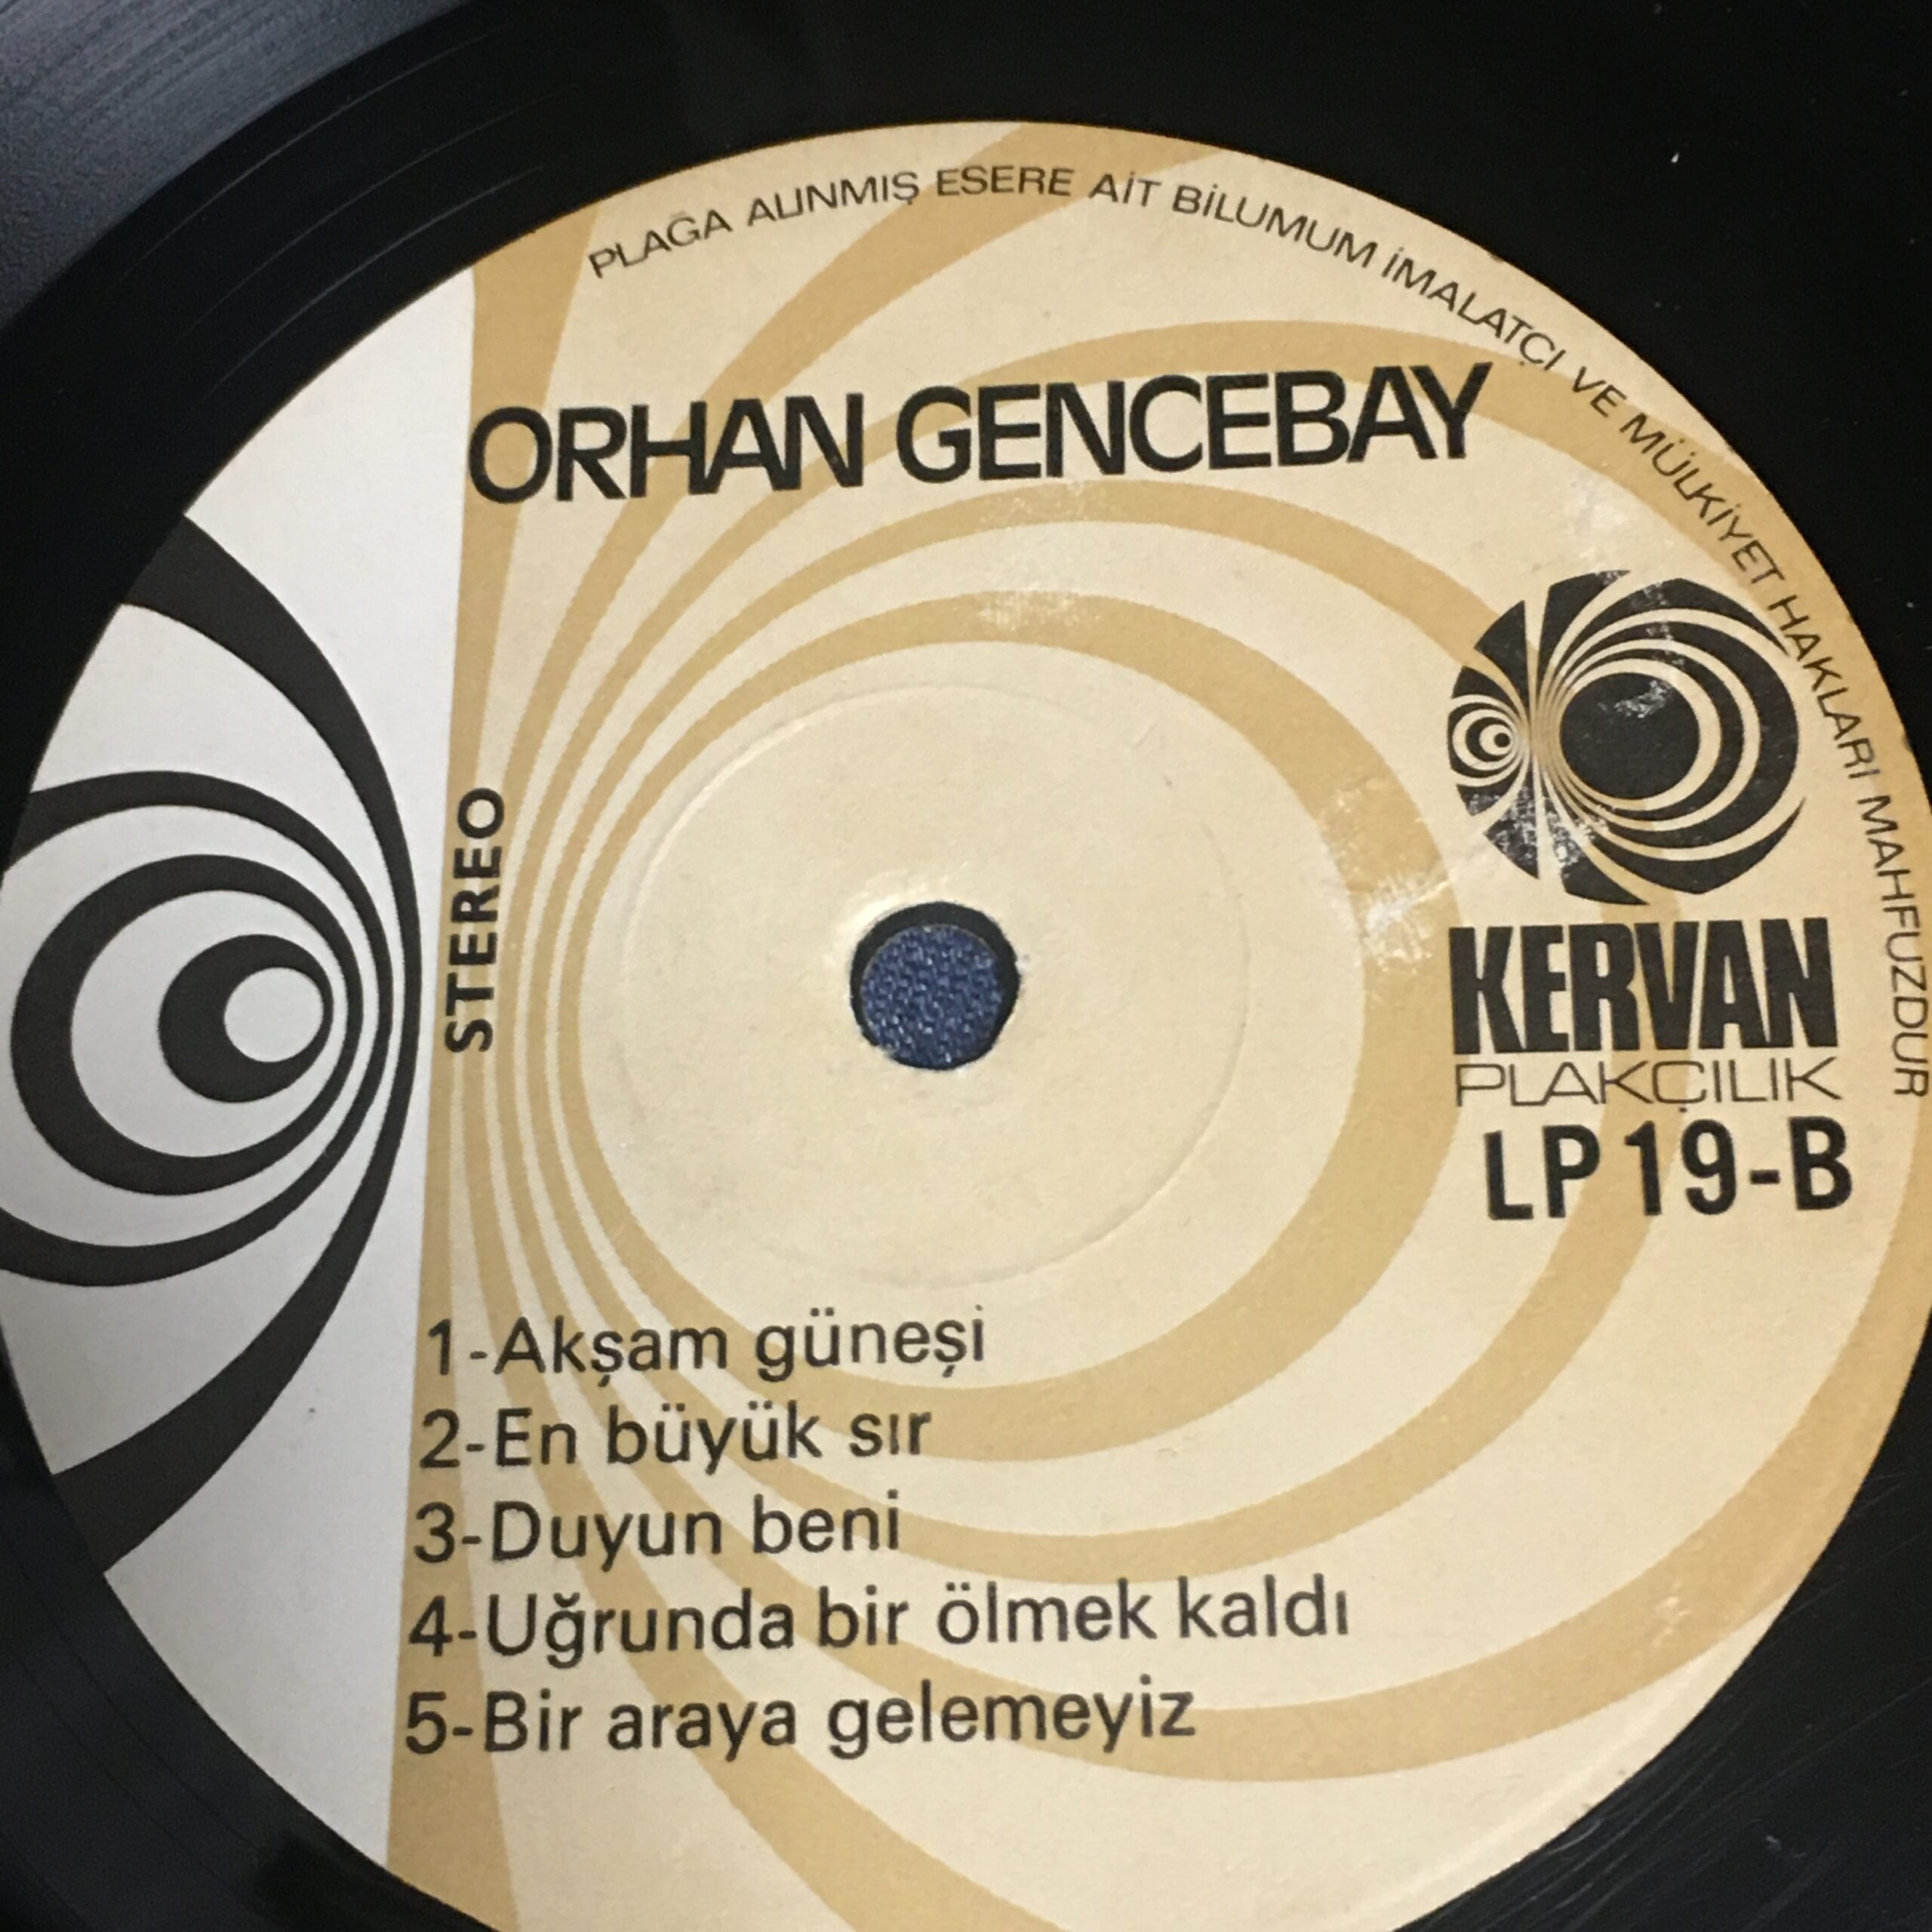 PLAĞA ALINMIŞ ESERE AİT BİLUMUM İMALATÇI VE MÜLKİYET HAKLARI MAHFUZDUR
ORHAN GENCEBAY
STEREO
KERVAN
PLAKÇILIK
LP 19-B
1-Akşam güneşi
2-En büyük sır
3-Duyun beni
4-Uğrunda bir ölmek kaldı
5-Bir araya gelemeyiz